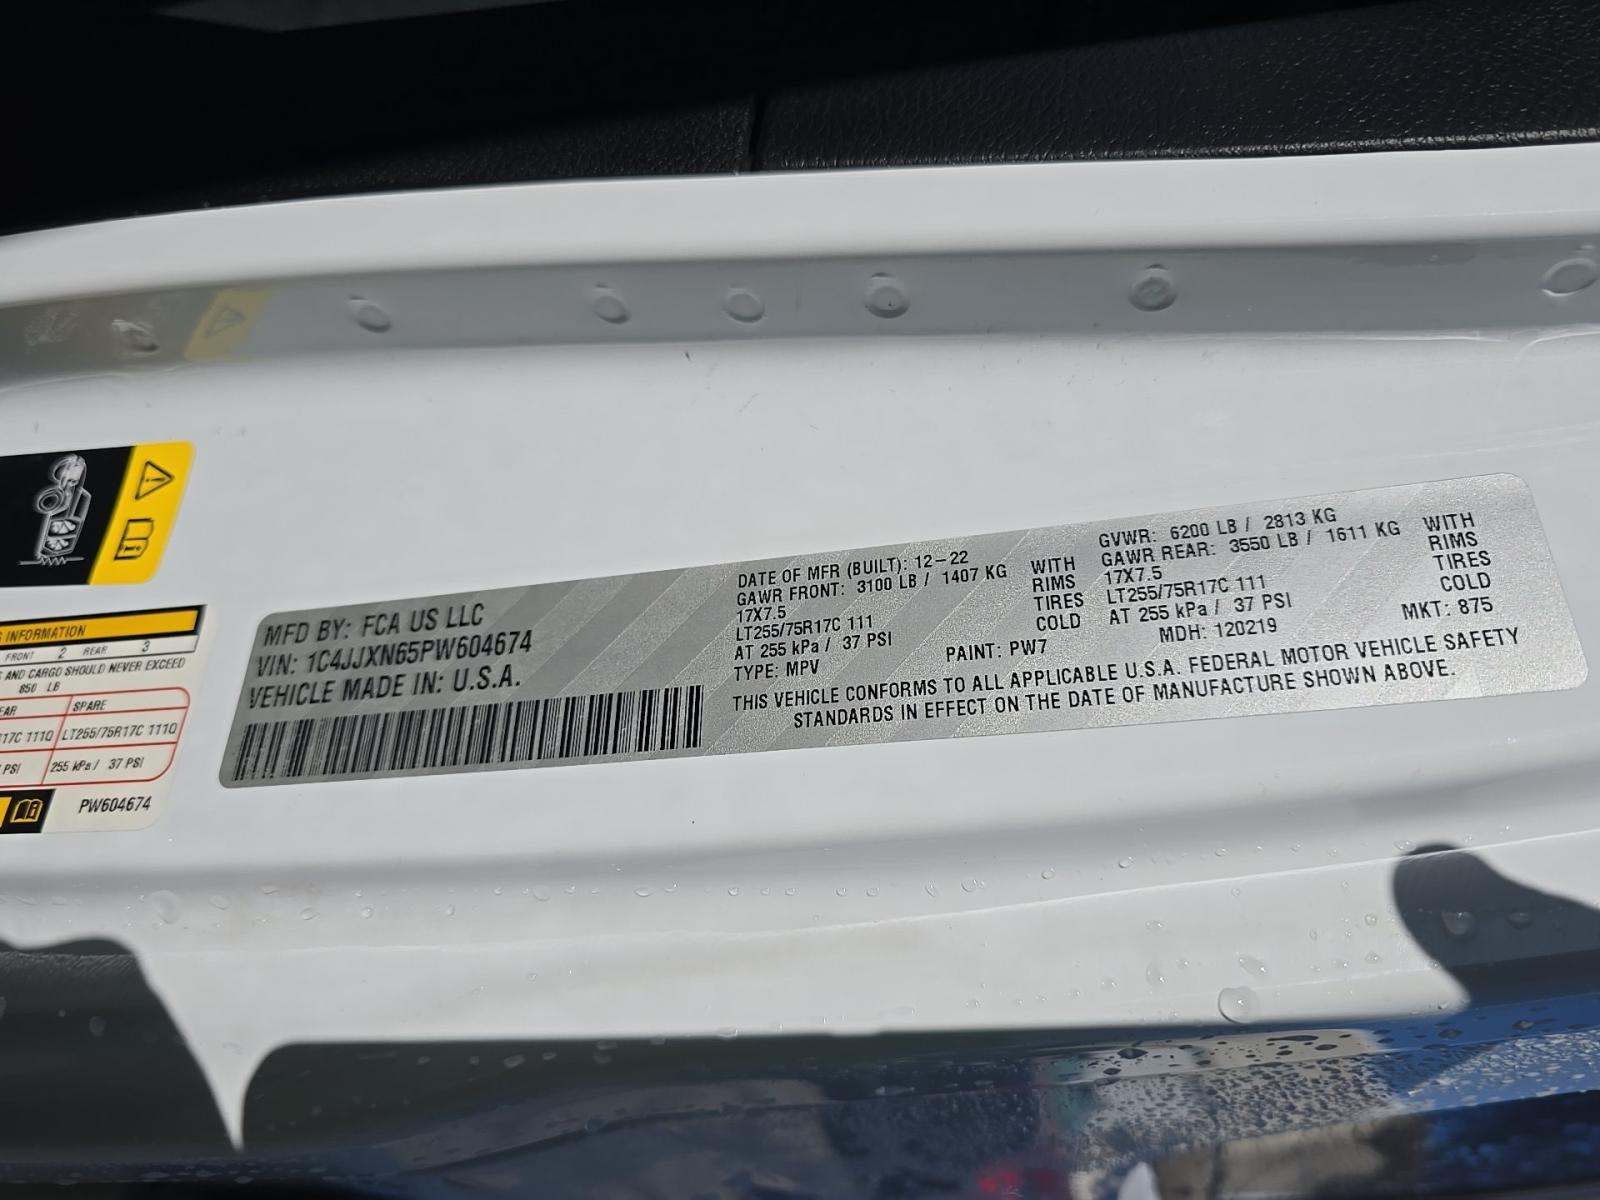 MFD BY: FCA US LLC
VIN: 1C4JJXN65PW604674
VEHICLE MADE IN: U.S.A.
DATE OF MFR (BUILT): 12-22
GAWR FRONT: 3100 LB / 1407 KG WITH
17X7.5 RIMS
LT255/75R17C 111 TIRES
AT 255 kPa / 37 PSI COLD
TYPE: MPV PAINT: PW7
GVWR: 6200 LB / 2813 KG
GAWR REAR: 3550 LB / 1611 KG WITH
17X7.5 RIMS
LT255/75R17C 111 TIRES
AT 255 kPa / 37 PSI COLD
MDH: 120219 MKT: 875
THIS VEHICLE CONFORMS TO ALL APPLICABLE U.S.A. FEDERAL MOTOR VEHICLE SAFETY
STANDARDS IN EFFECT ON THE DATE OF MANUFACTURE SHOWN ABOVE.
INFORMATION
FRONT 2 REAR 3
AND CARGO SHOULD NEVER EXCEED
850 LB
SPARE
17C 111Q LT255/75R17C 111Q
PSI 255 kPa / 37 PSI
PW604674